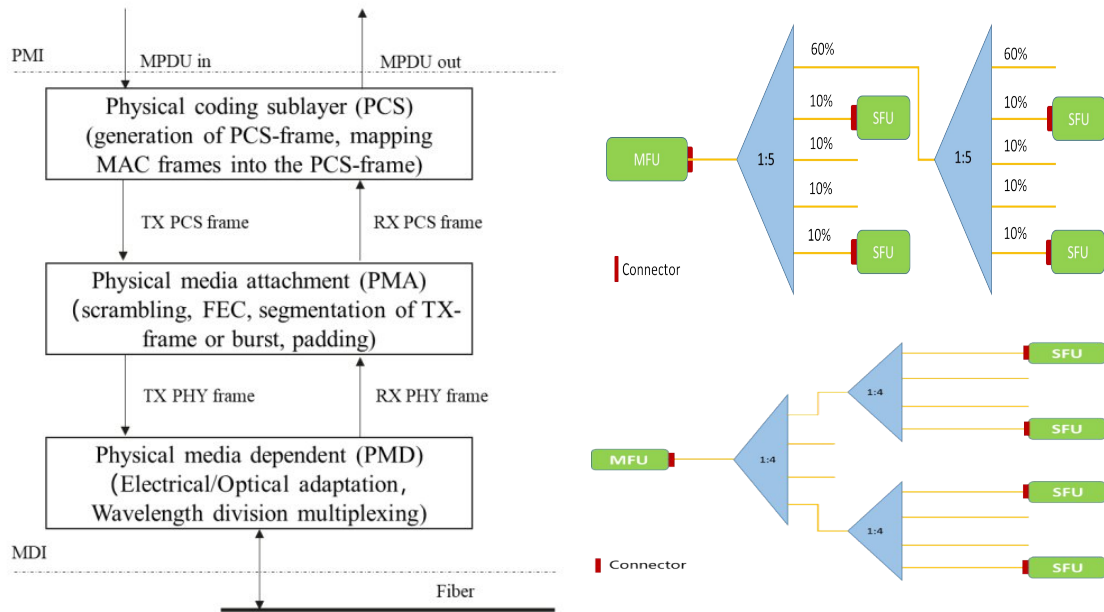 PMI
MPDU in
MPDU out
Physical coding sublayer (PCS)
(generation of PCS-frame, mapping
MAC frames into the PCS-frame)
TX PCS frame
RX PCS frame
Physical media attachment (PMA)
(scrambling, FEC, segmentation of TX-
frame or burst, padding)
TX PHY frame
RX PHY frame
Physical media dependent (PMD)
(Electrical/Optical adaptation,
Wavelength division multiplexing)
MDI
Fiber
60%
10%
SFU
10%
MFU
1:5
10%
10%
SFU
60%
10%
SFU
10%
1:5
10%
10%
SFU
Connector
SFU
1:4
SFU
MFU
1:4
SFU
1:4
SFU
Connector